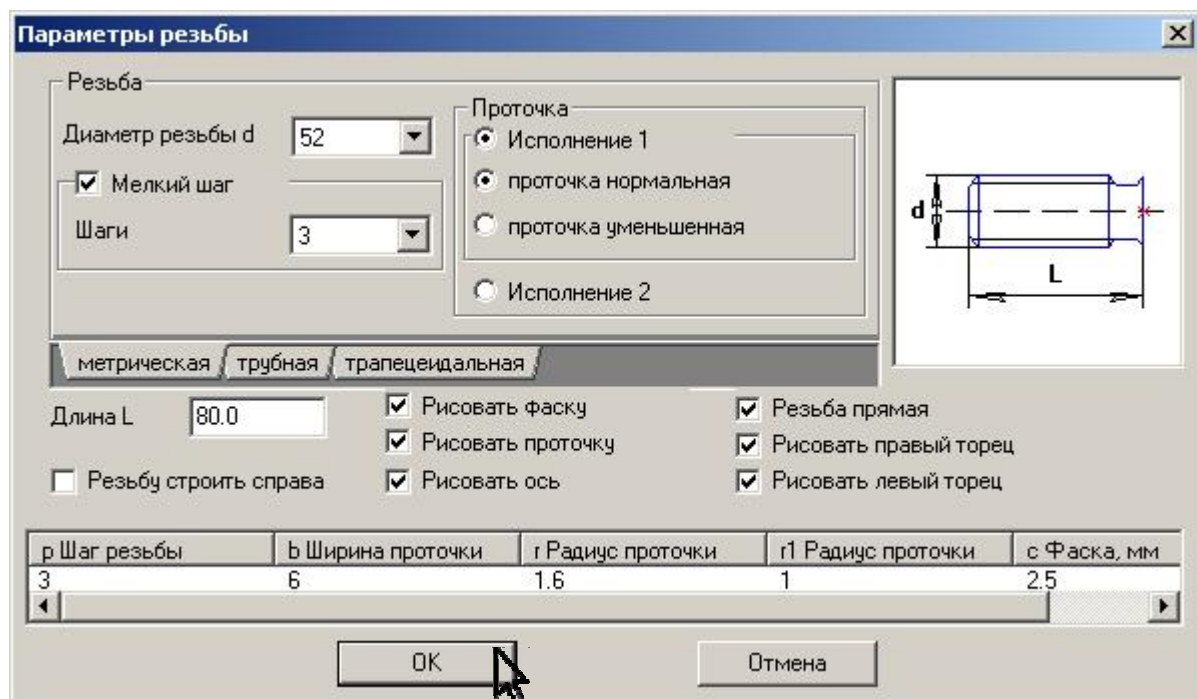 Параметры резьбы
Резьба
Диаметр резьбы d
52
Мелкий шаг
Шаги
3
Проточка
Исполнение 1
проточка нормальная
проточка уменьшенная
Исполнение 2
d
L
метрическая
трубная
трапецеидальная
Длина L
80.0
Резьбу строить справа
Рисовать фаску
Рисовать проточку
Рисовать ось
Резьба прямая
Рисовать правый торец
Рисовать левый торец
p Шаг резьбы b Ширина проточки r Радиус проточки r1 Радиус проточки c Фаска, мм
3 6 1.6 1 2.5
OK
Отмена